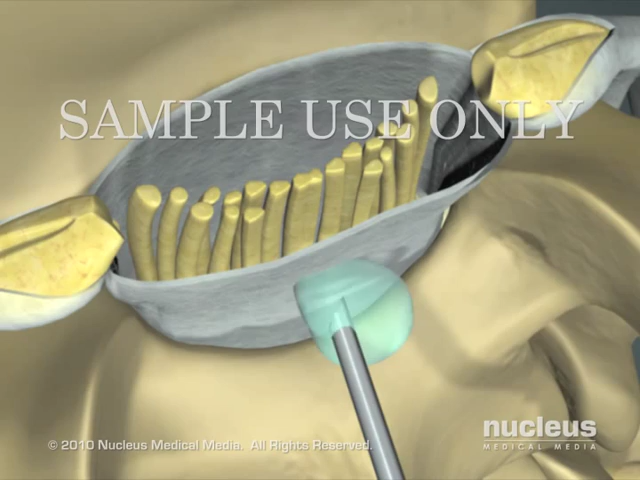 SAMPLE USE ONLY
nucleus
MEDICAL MEDIA
© 2010 Nucleus Medical Media. All Rights Reserved.